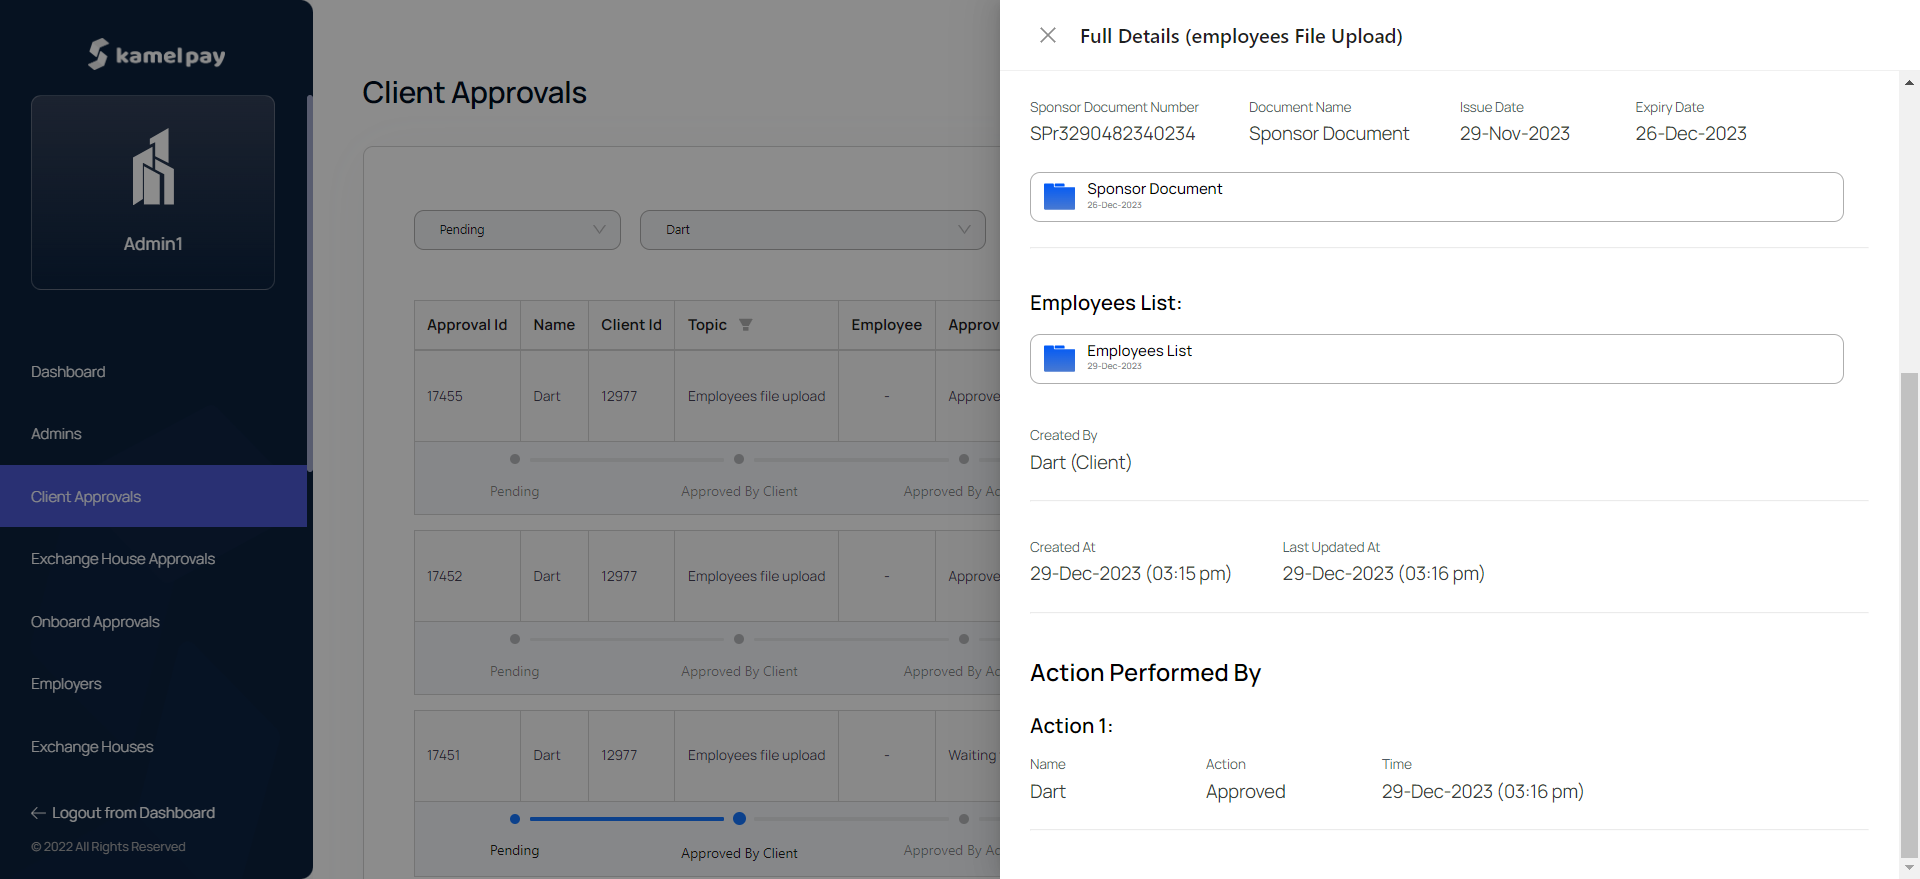 kamelpay
Admin1
Dashboard
Admins
Client Approvals
Exchange House Approvals
Onboard Approvals
Employers
Exchange Houses
Logout from Dashboard
© 2022 All Rights Reserved
Client Approvals
Pending Dart
Approval Id Name Client Id Topic Employee Approv
17455 Dart 12977 Employees file upload - Approve
Pending Approved By Client Approved By Ac
17452 Dart 12977 Employees file upload - Approve
Pending Approved By Client Approved By Ac
17451 Dart 12977 Employees file upload - Waiting
Pending Approved By Client Approved By Ac
Full Details (employees File Upload)
Sponsor Document Number Document Name Issue Date Expiry Date
SPr3290482340234 Sponsor Document 29-Nov-2023 26-Dec-2023
Sponsor Document
26-Dec-2023
Employees List:
Employees List
29-Dec-2023
Created By
Dart (Client)
Created At Last Updated At
29-Dec-2023 (03:15 pm) 29-Dec-2023 (03:16 pm)
Action Performed By
Action 1:
Name Action Time
Dart Approved 29-Dec-2023 (03:16 pm)